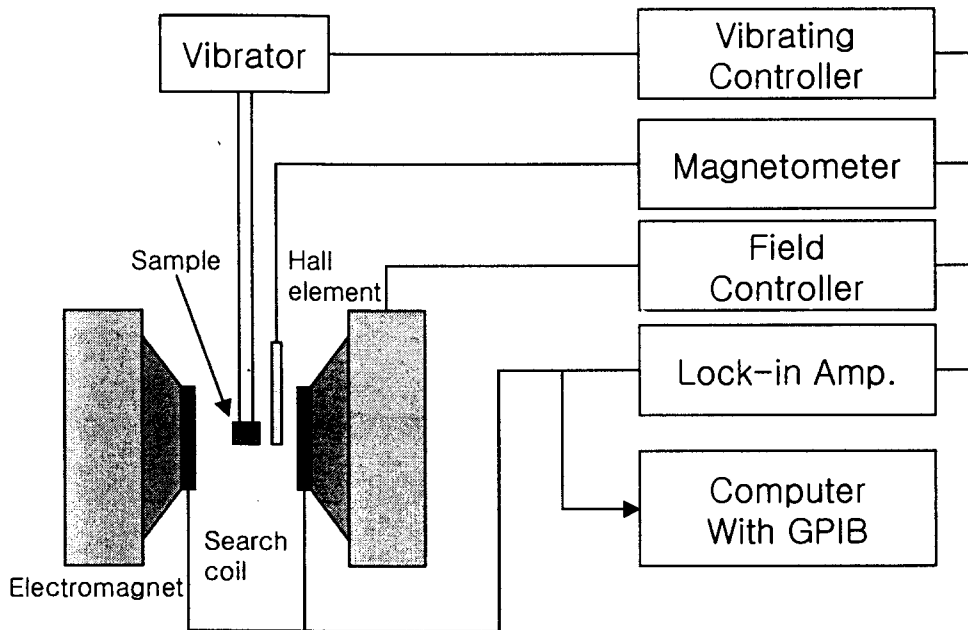 Vibrator
Vibrating
Controller
Magnetometer
Field
Controller
Lock-in Amp.
Computer
With GPIB
Sample
Hall
element
Search
coil
Electromagnet